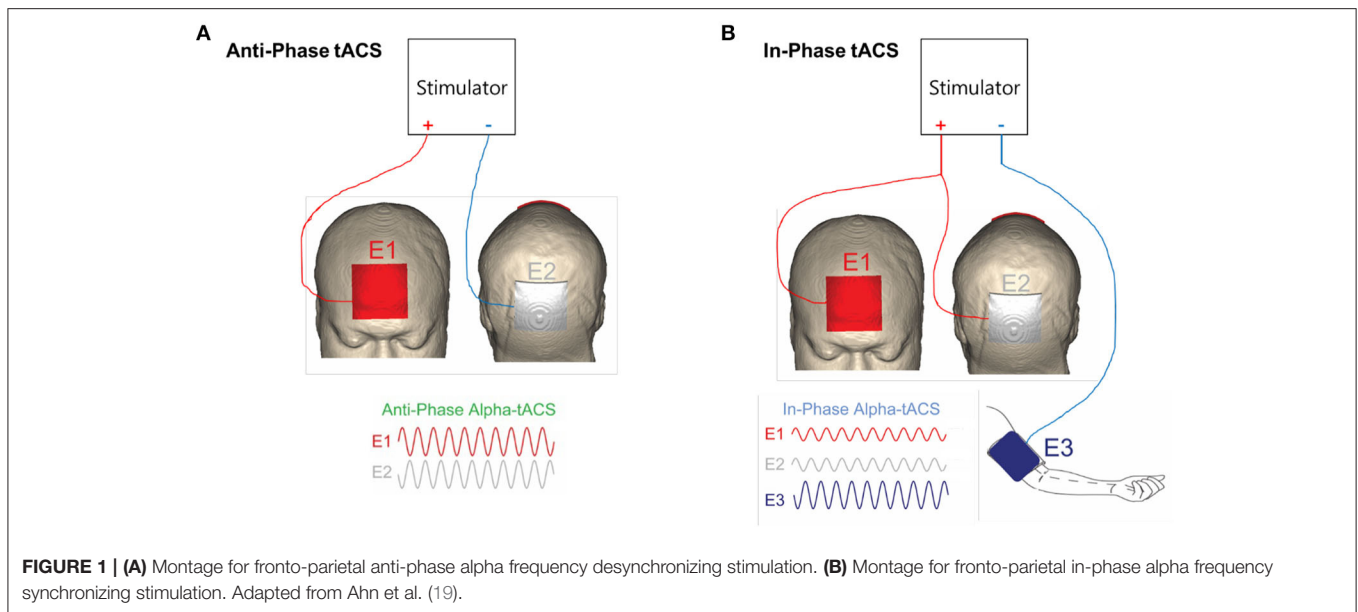 A
Anti-Phase tACS
Stimulator
+ -
E1
E2
Anti-Phase Alpha-tACS
E1
E2
B
In-Phase tACS
Stimulator
+ -
E1
E2
In-Phase Alpha-tACS
E1
E2
E3
E3
FIGURE 1 | (A) Montage for fronto-parietal anti-phase alpha frequency desynchronizing stimulation. (B) Montage for fronto-parietal in-phase alpha frequency
synchronizing stimulation. Adapted from Ahn et al. (19).